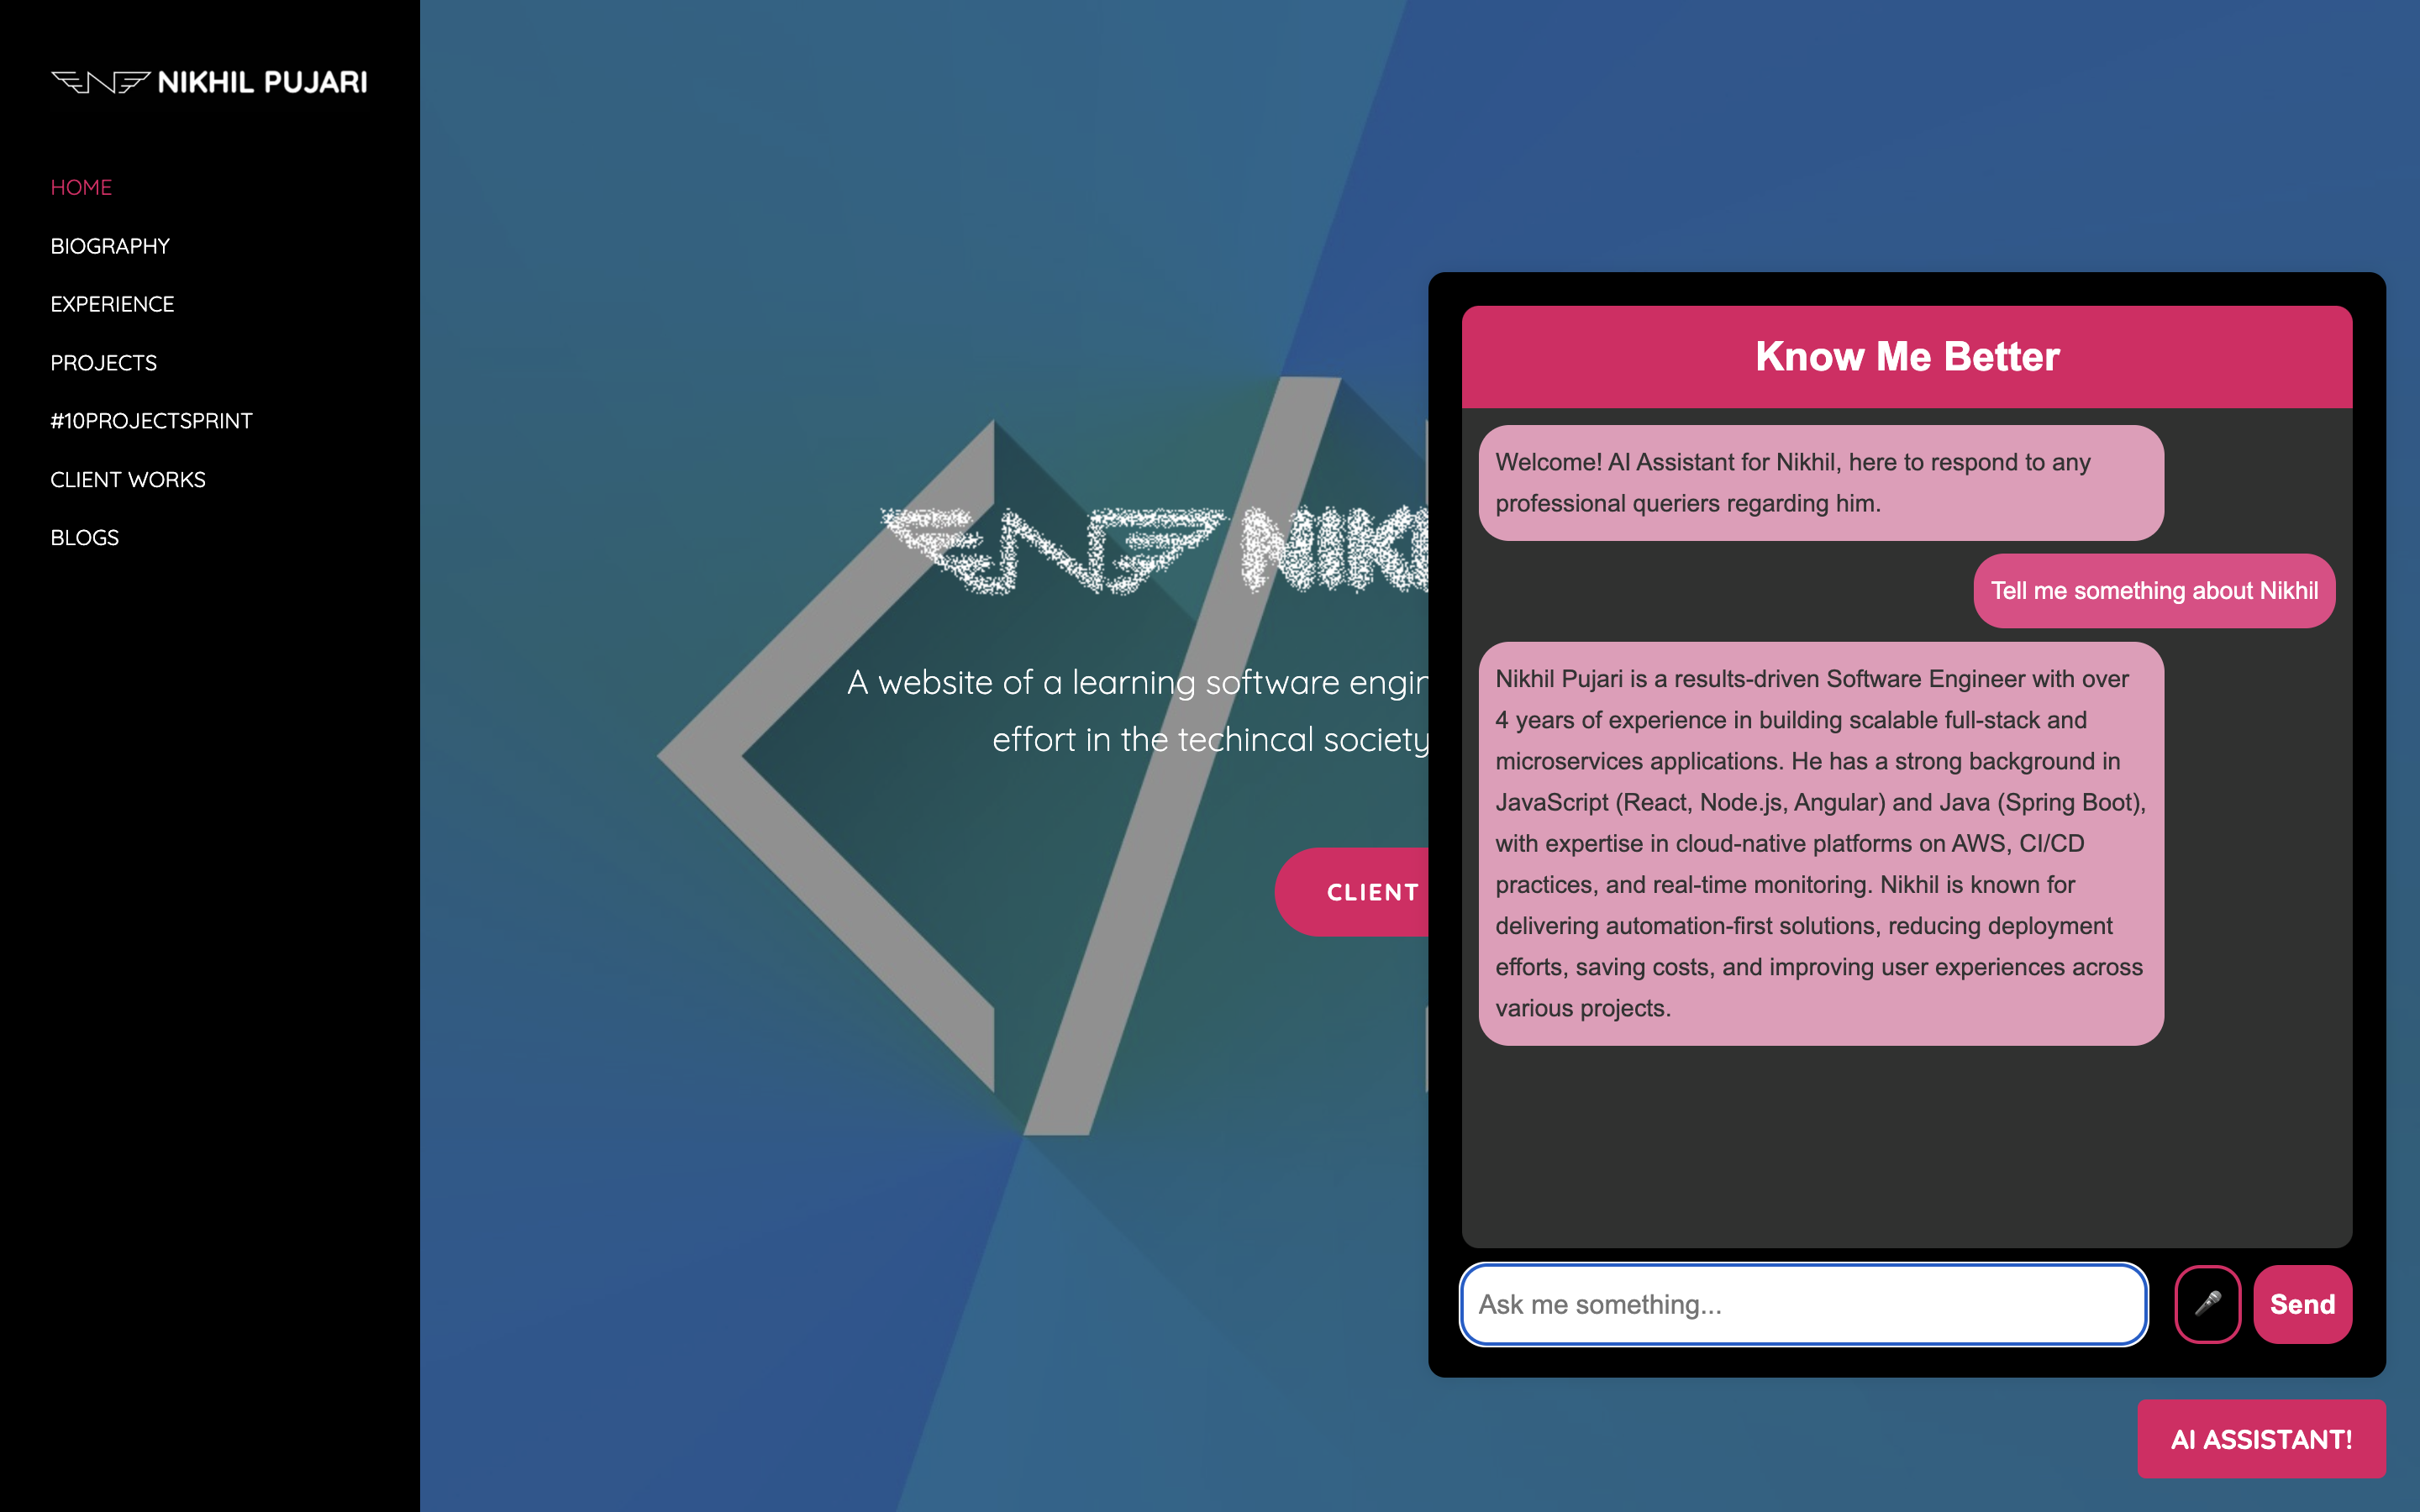 NIKHIL PUJARI
HOME
BIOGRAPHY
EXPERIENCE
PROJECTS
#10PROJECTSPRINT
CLIENT WORKS
BLOGS
A website of a learning software
effort in the techincal society
CLIENT
Know Me Better
Welcome! AI Assistant for Nikhil, here to respond to any
professional queriers regarding him.
Tell me something about Nikhil
Nikhil Pujari is a results-driven Software Engineer with over
4 years of experience in building scalable full-stack and
microservices applications. He has a strong background in
JavaScript (React, Node.js, Angular) and Java (Spring Boot),
with expertise in cloud-native platforms on AWS, CI/CD
practices, and real-time monitoring. Nikhil is known for
delivering automation-first solutions, reducing deployment
efforts, saving costs, and improving user experiences across
various projects.
Ask me something...
Send
AI ASSISTANT!